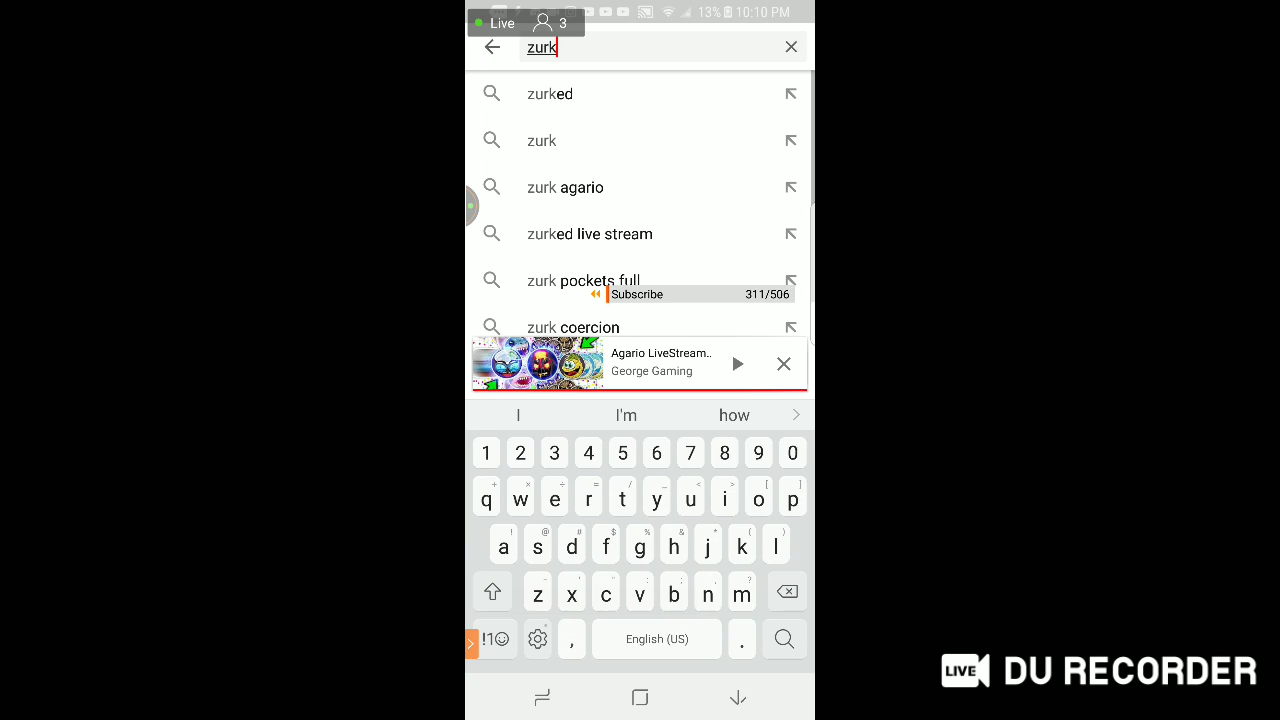 Live 3
13% 10:10 PM
zurk
zurked
zurk
zurk agario
zurked live stream
zurk pockets full
Subscribe 311/506
zurk coercion
Agario LiveStream..
George Gaming
I I'm how
1 2 3 4 5 6 7 8 9 0
q w e r t y u i o p
a s d f g h j k l
z x c v b n m
!1☺ , English (US) .
LIVE DU RECORDER